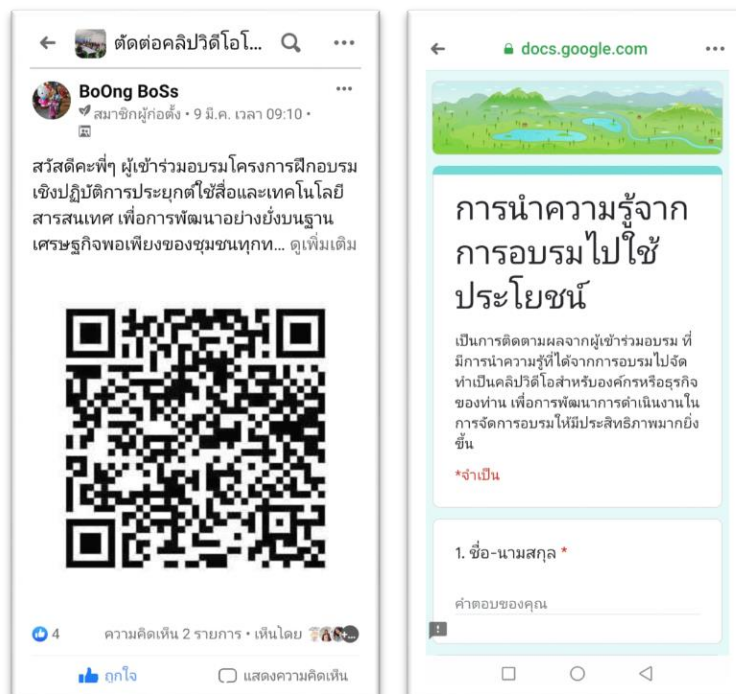 ตัดต่อคลิปวิดีโอโ...
BoOng BoSs
สมาชิกผู้ก่อตั้ง • 9 มี.ค. เวลา 09:10 •
สวัสดีคะพี่ๆ ผู้เข้าร่วมอบรมโครงการฝึกอบรม
เชิงปฏิบัติการประยุกต์ใช้สื่อและเทคโนโลยี
สารสนเทศ เพื่อการพัฒนาอย่างยั่งบนฐาน
เศรษฐกิจพอเพียงของชุมชนทุกท... ดูเพิ่มเติม
4 ความคิดเห็น 2 รายการ • เห็นโดย
ถูกใจ แสดงความคิดเห็น
docs.google.com
การนำความรู้จาก
การอบรมไปใช้
ประโยชน์
เป็นการติดตามผลจากผู้เข้าร่วมอบรม ที่
มีการนำความรู้ที่ได้จากการอบรมไปจัด
ทำเป็นคลิปวิดีโอสำหรับองค์กรหรือธุรกิจ
ของท่าน เพื่อการพัฒนาการดำเนินงานใน
การจัดการอบรมให้มีประสิทธิภาพมากยิ่ง
ขึ้น
*จำเป็น
1. ชื่อ-นามสกุล *
คำตอบของคุณ